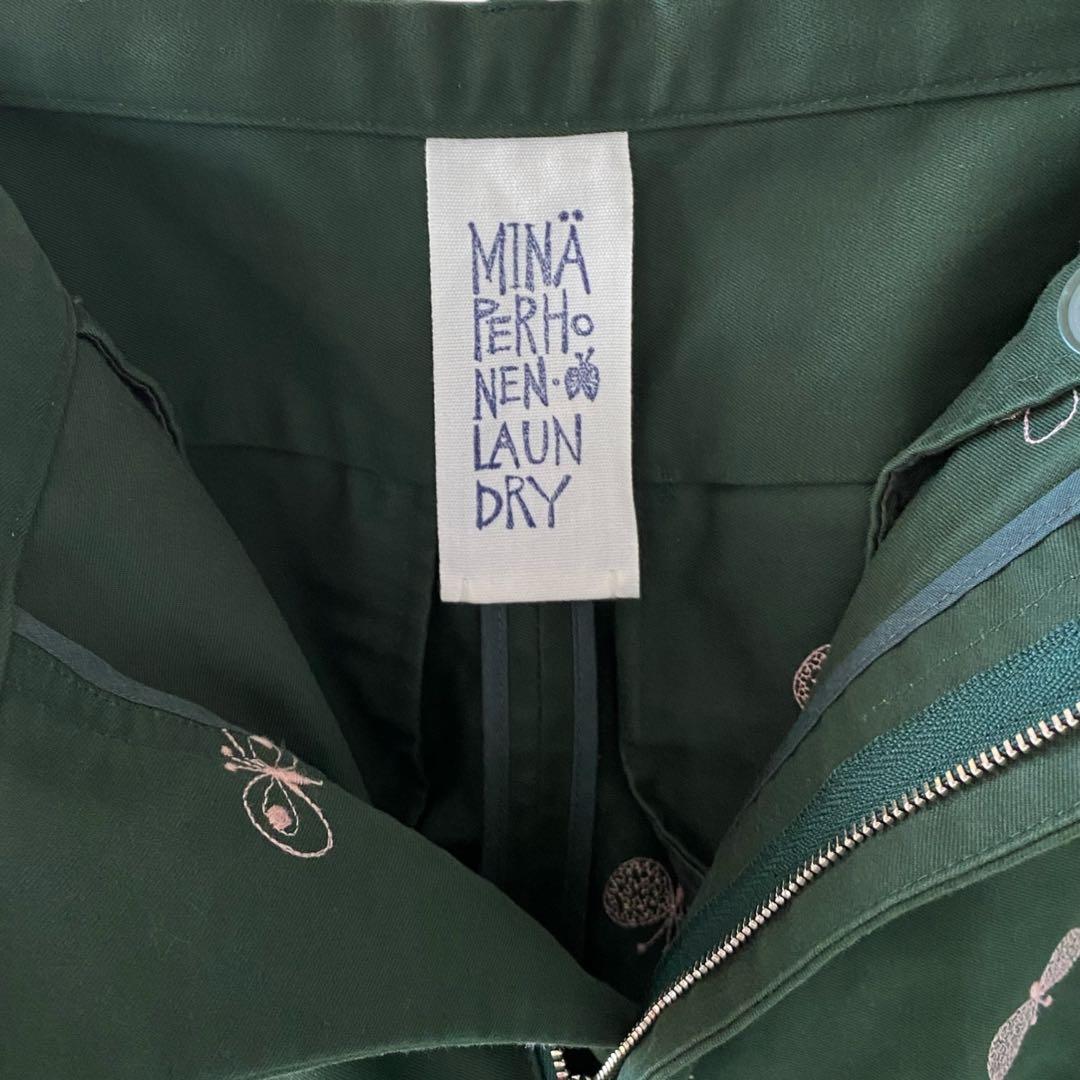 MINÄ
PERHO
NEN·
LAUN
DRY